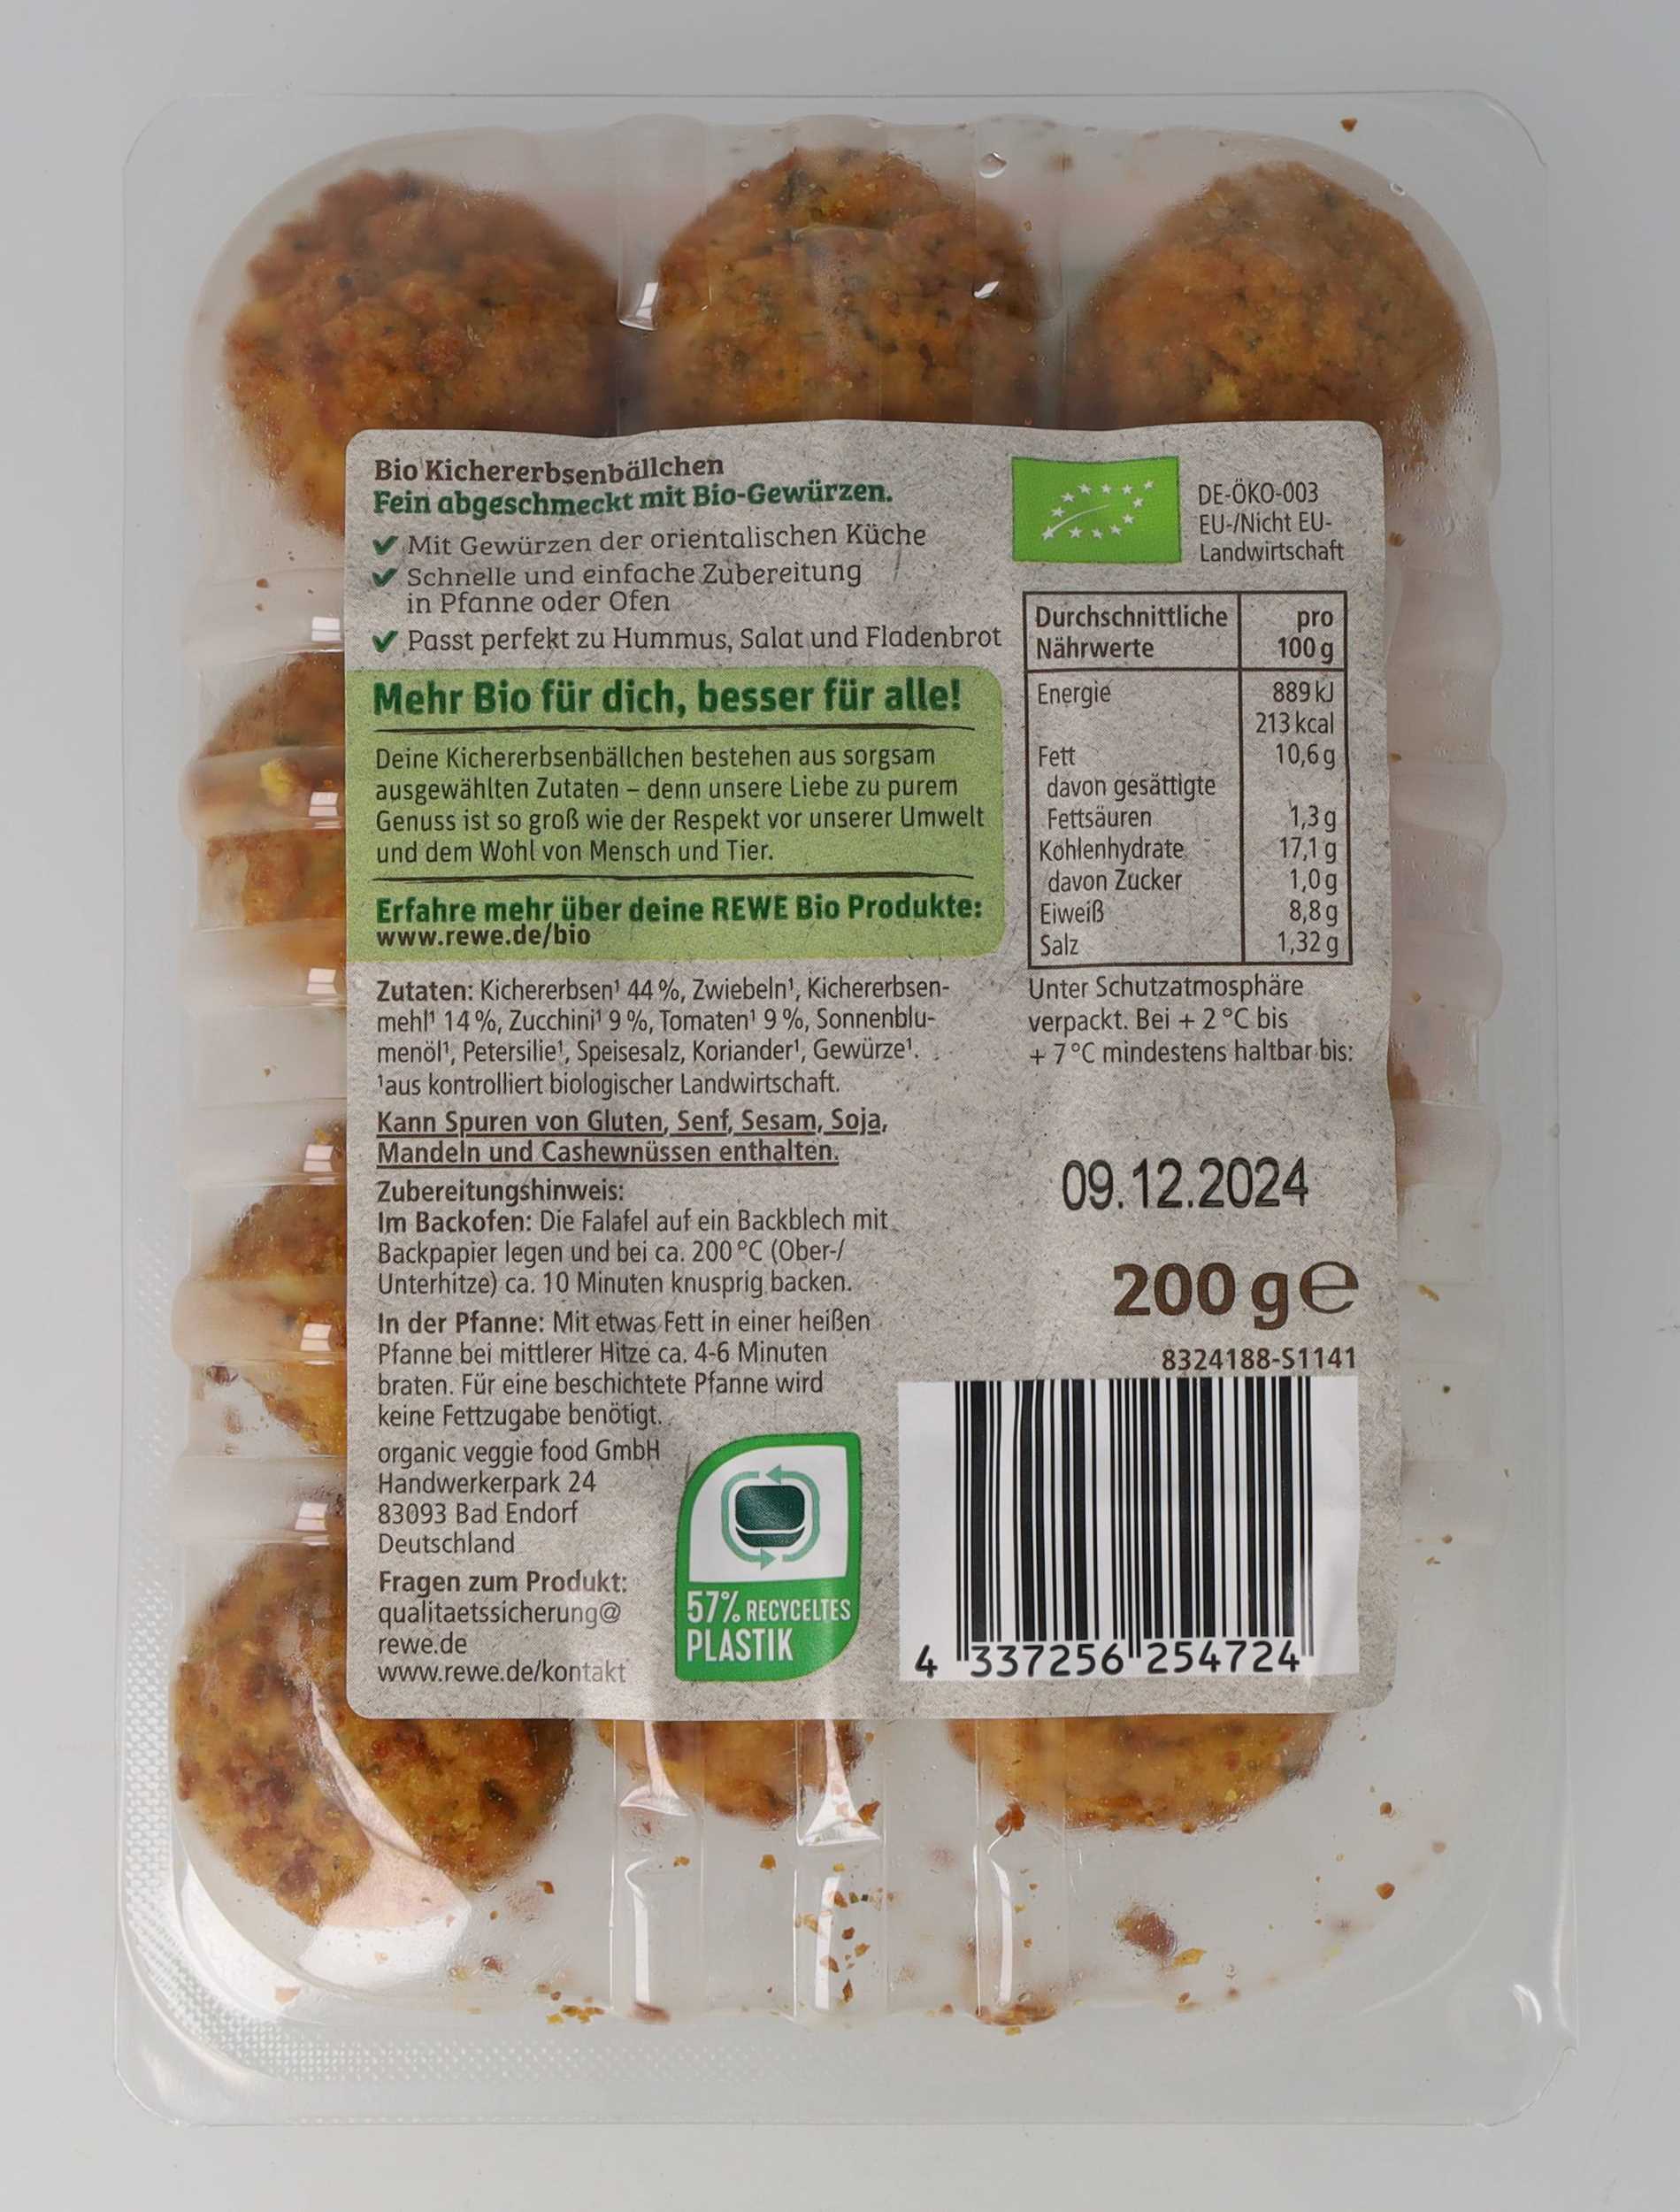 Bio Kichererbsenbällchen
Fein abgeschmeckt mit Bio-Gewürzen.
Mit Gewürzen der orientalischen Küche
Schnelle und einfache Zubereitung
in Pfanne oder Ofen
Passt perfekt zu Hummus, Salat und Fladenbrot
Mehr Bio für dich, besser für alle!
Deine Kichererbsenbällchen bestehen aus sorgsam
ausgewählten Zutaten – denn unsere Liebe zu purem
Genuss ist so groß wie der Respekt vor unserer Umwelt
und dem Wohl von Mensch und Tier.
Erfahre mehr über deine REWE Bio Produkte:
www.rewe.de/bio
Zutaten: Kichererbsen¹ 44 %, Zwiebeln¹, Kichererbsen-
mehl¹ 14 %, Zucchini¹ 9 %, Tomaten¹ 9 %, Sonnenblu-
menöl¹, Petersilie¹, Speisesalz, Koriander¹, Gewürze¹.
¹aus kontrolliert biologischer Landwirtschaft.
Kann Spuren von Gluten, Senf, Sesam, Soja,
Mandeln und Cashewnüssen enthalten.
Zubereitungshinweis:
Im Backofen: Die Falafel auf ein Backblech mit
Backpapier legen und bei ca. 200 °C (Ober-/
Unterhitze) ca. 10 Minuten knusprig backen.
In der Pfanne: Mit etwas Fett in einer heißen
Pfanne bei mittlerer Hitze ca. 4-6 Minuten
braten. Für eine beschichtete Pfanne wird
keine Fettzugabe benötigt.
organic veggie food GmbH
Handwerkerpark 24
83093 Bad Endorf
Deutschland
Fragen zum Produkt:
qualitaetssicherung@
rewe.de
www.rewe.de/kontakt
57% RECYCELTES
PLASTIK
DE-ÖKO-003
EU-/Nicht EU-
Landwirtschaft
Durchschnittliche pro
Nährwerte 100 g
Energie 889 kJ
213 kcal
Fett 10,6 g
davon gesättigte
Fettsäuren 1,3 g
Kohlenhydrate 17,1 g
davon Zucker 1,0 g
Eiweiß 8,8 g
Salz 1,32 g
Unter Schutzatmosphäre
verpackt. Bei + 2 °C bis
+ 7 °C mindestens haltbar bis:
09.12.2024
200 g e
8324188-S1141
4 337256 254724